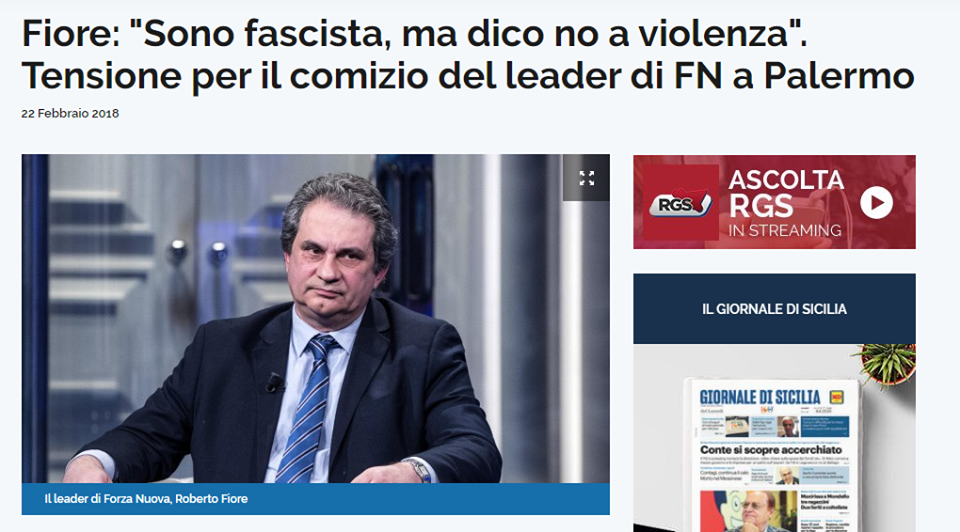 Fiore: "Sono fascista, ma dico no a violenza".
Tensione per il comizio del leader di FN a Palermo
22 Febbraio 2018
Il leader di Forza Nuova, Roberto Fiore
RGS
ASCOLTA
RGS
IN STREAMING
IL GIORNALE DI SICILIA
GIORNALE DI SICILIA
Conte si scopre accerchiato